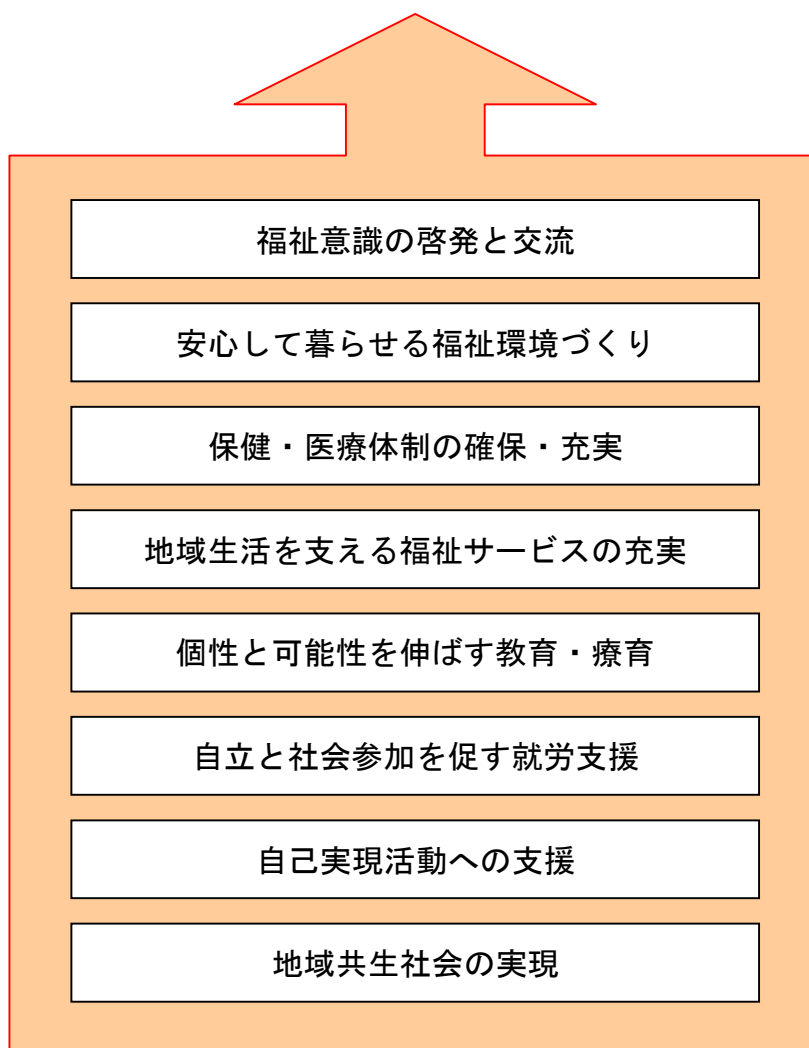 福祉意識の啓発と交流
安心して暮らせる福祉環境づくり
保健・医療体制の確保・充実
地域生活を支える福祉サービスの充実
個性と可能性を伸ばす教育・療育
自立と社会参加を促す就労支援
自己実現活動への支援
地域共生社会の実現